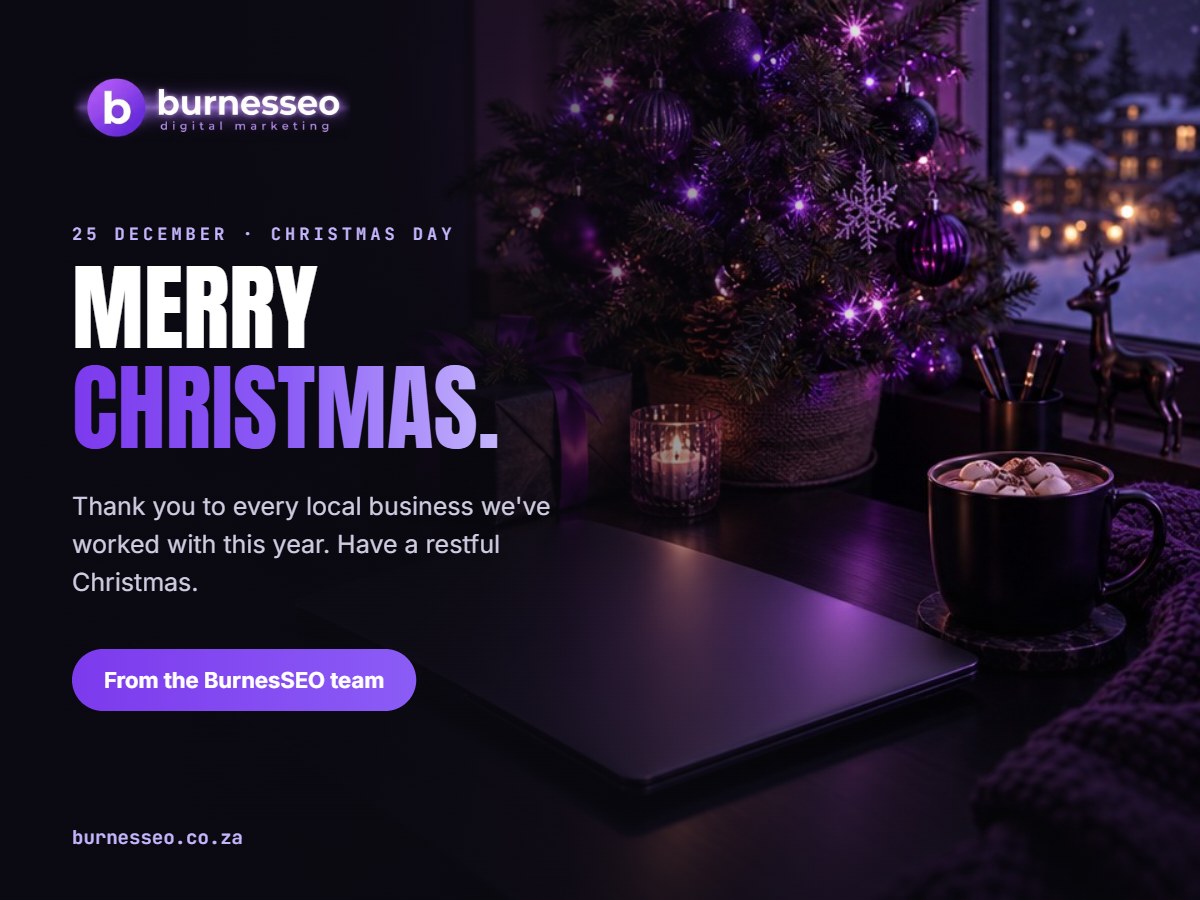 b burnesseo
digital marketing
25 DECEMBER · CHRISTMAS DAY
MERRY
CHRISTMAS.
Thank you to every local business we've
worked with this year. Have a restful
Christmas.
From the BurnesSEO team
burnesseo.co.za